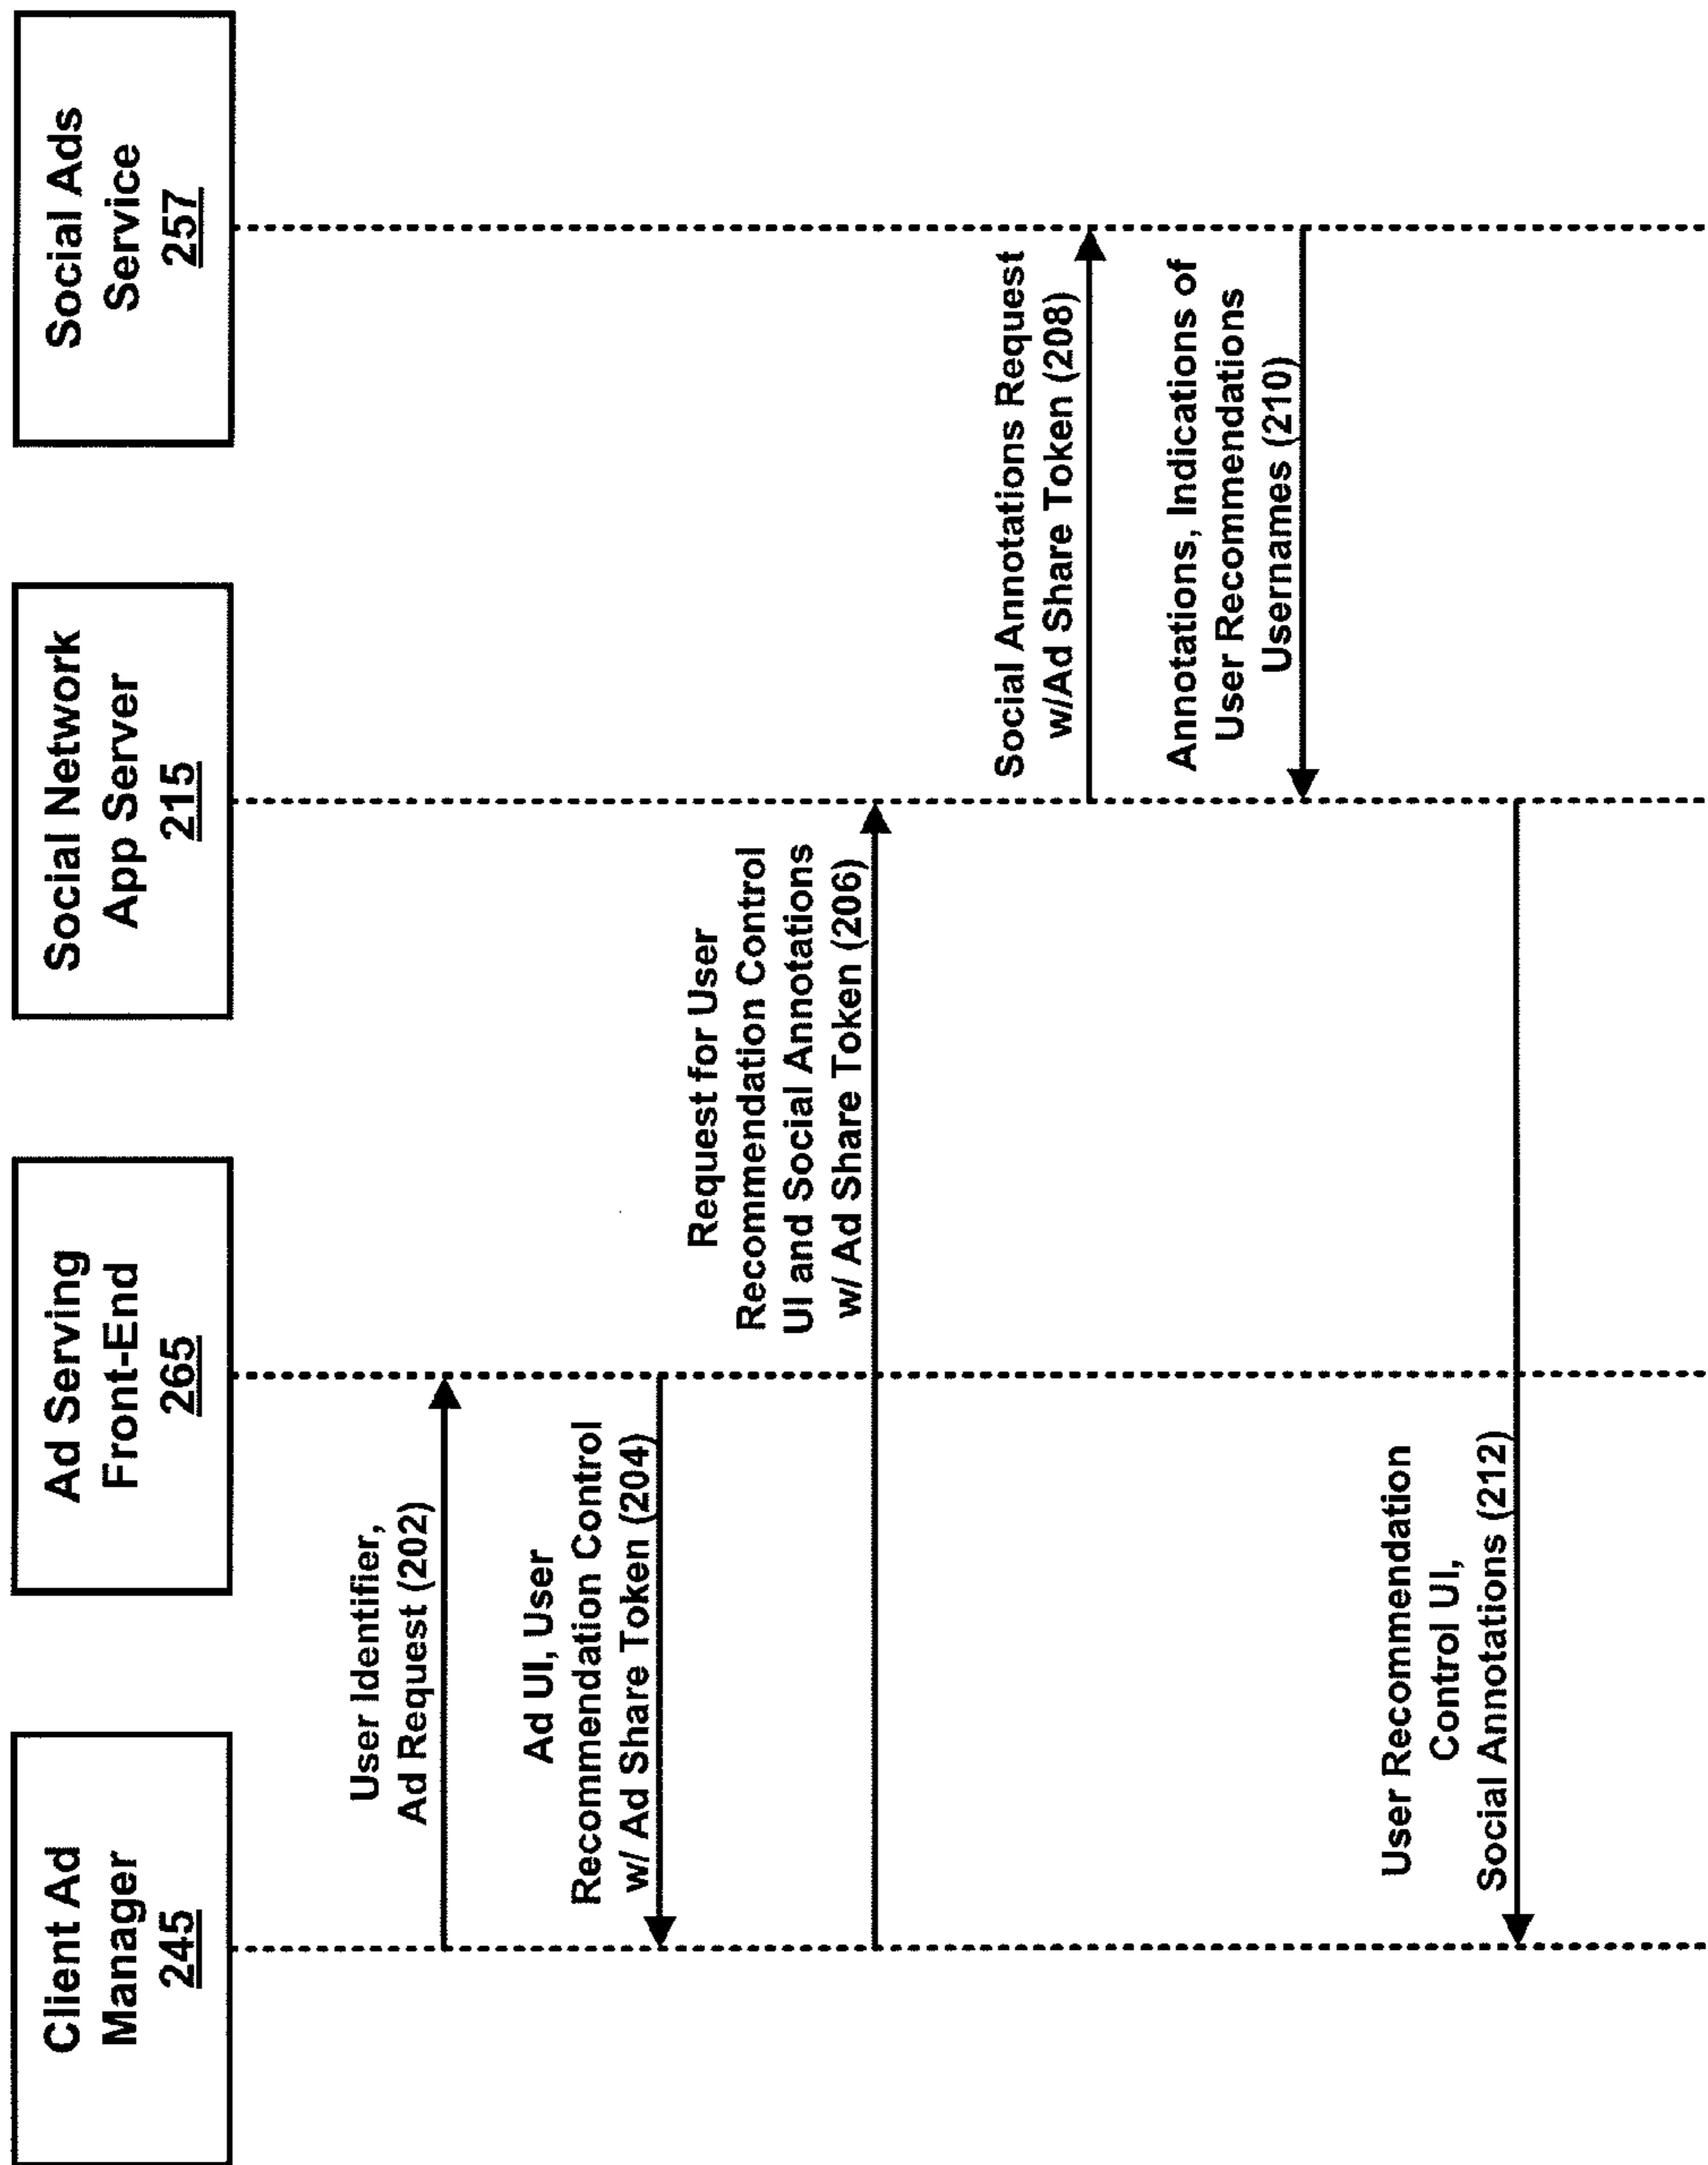 Client Ad
Manager
245
Ad Serving
Front-End
265
Social Network
App Server
215
Social Ads
Service
257
User Identifier,
Ad Request (202)
Ad UI, User
Recommendation Control
w/ Ad Share Token (204)
Request for User
Recommendation Control
UI and Social Annotations
w/ Ad Share Token (206)
Social Annotations Request
w/Ad Share Token (208)
Annotations, Indications of
User Recommendations
Usernames (210)
User Recommendation
Control UI,
Social Annotations (212)